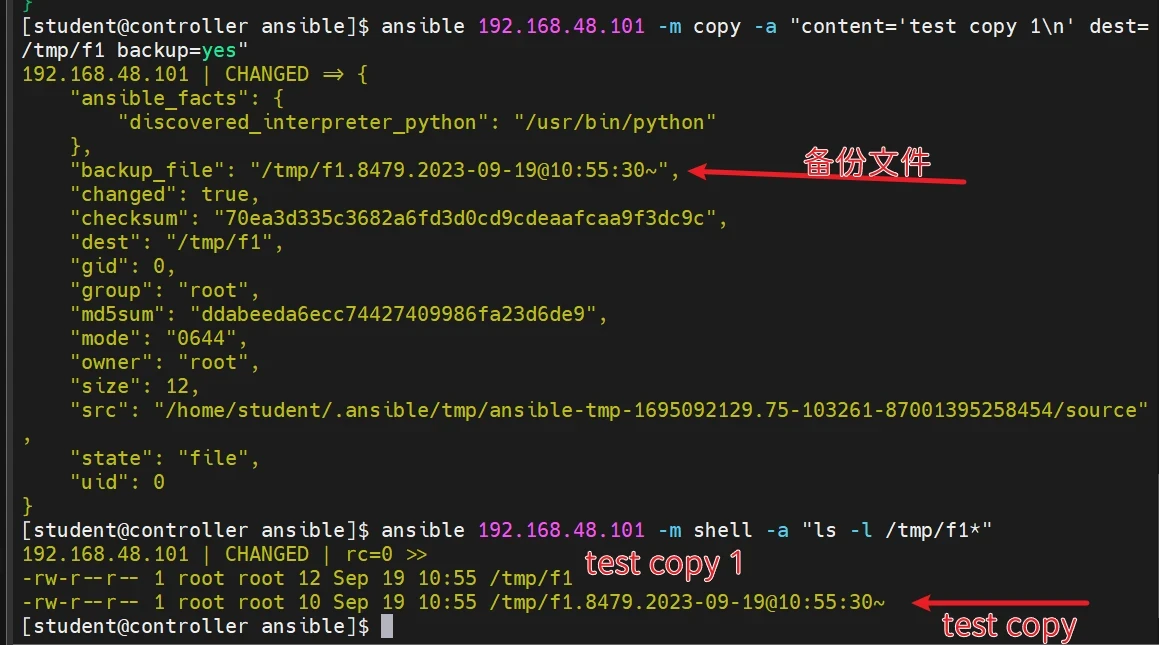 }
[student@controller ansible]$ ansible 192.168.48.101 -m copy -a "content='test copy 1\n' dest=
/tmp/f1 backup=yes"
192.168.48.101 | CHANGED => {
    "ansible_facts": {
        "discovered_interpreter_python": "/usr/bin/python"
    },
    "backup_file": "/tmp/f1.8479.2023-09-19@10:55:30~", 备份文件
    "changed": true,
    "checksum": "70ea3d335c3682a6fd3d0cd9cdeaafcaa9f3dc9c",
    "dest": "/tmp/f1",
    "gid": 0,
    "group": "root",
    "md5sum": "ddabeeda6ecc74427409986fa23d6de9",
    "mode": "0644",
    "owner": "root",
    "size": 12,
    "src": "/home/student/.ansible/tmp/ansible-tmp-1695092129.75-103261-87001395258454/source"
,
    "state": "file",
    "uid": 0
}
[student@controller ansible]$ ansible 192.168.48.101 -m shell -a "ls -l /tmp/f1*"
192.168.48.101 | CHANGED | rc=0 >>
-rw-r--r-- 1 root root 12 Sep 19 10:55 /tmp/f1 test copy 1
-rw-r--r-- 1 root root 10 Sep 19 10:55 /tmp/f1.8479.2023-09-19@10:55:30~
[student@controller ansible]$ test copy